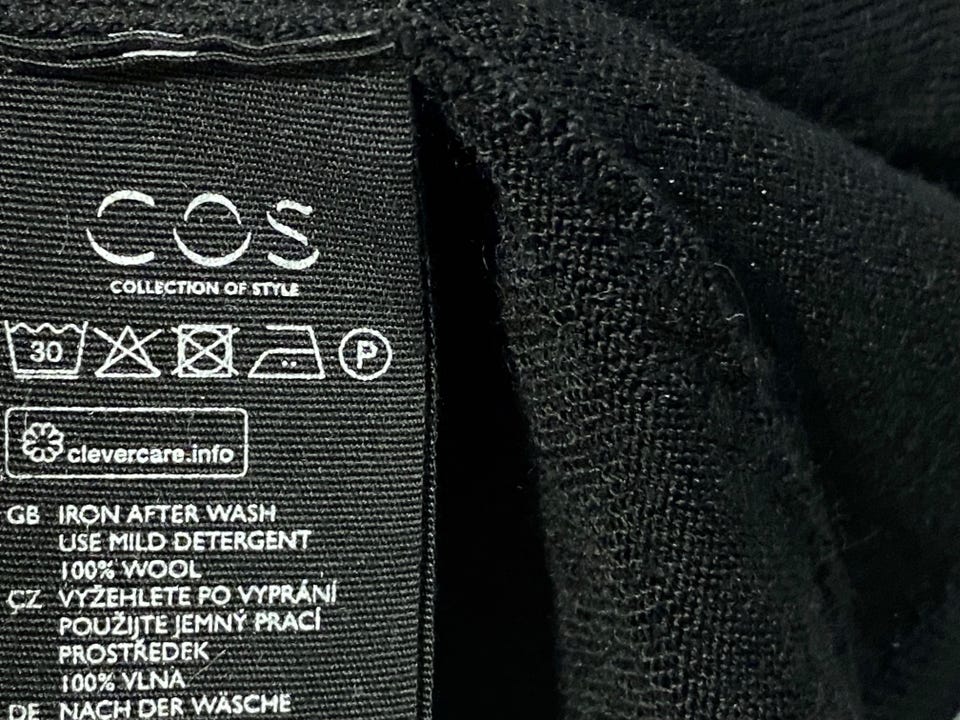 COS
COLLECTION OF STYLE
30 P
clevercare.info
GB IRON AFTER WASH
USE MILD DETERGENT
100% WOOL
CZ VYŽEHLETE PO VYPRÁNÍ
POUŽIJTE JEMNÝ PRACÍ
PROSTŘEDEK
100% VLNA
DE NACH DER WÄSCHE